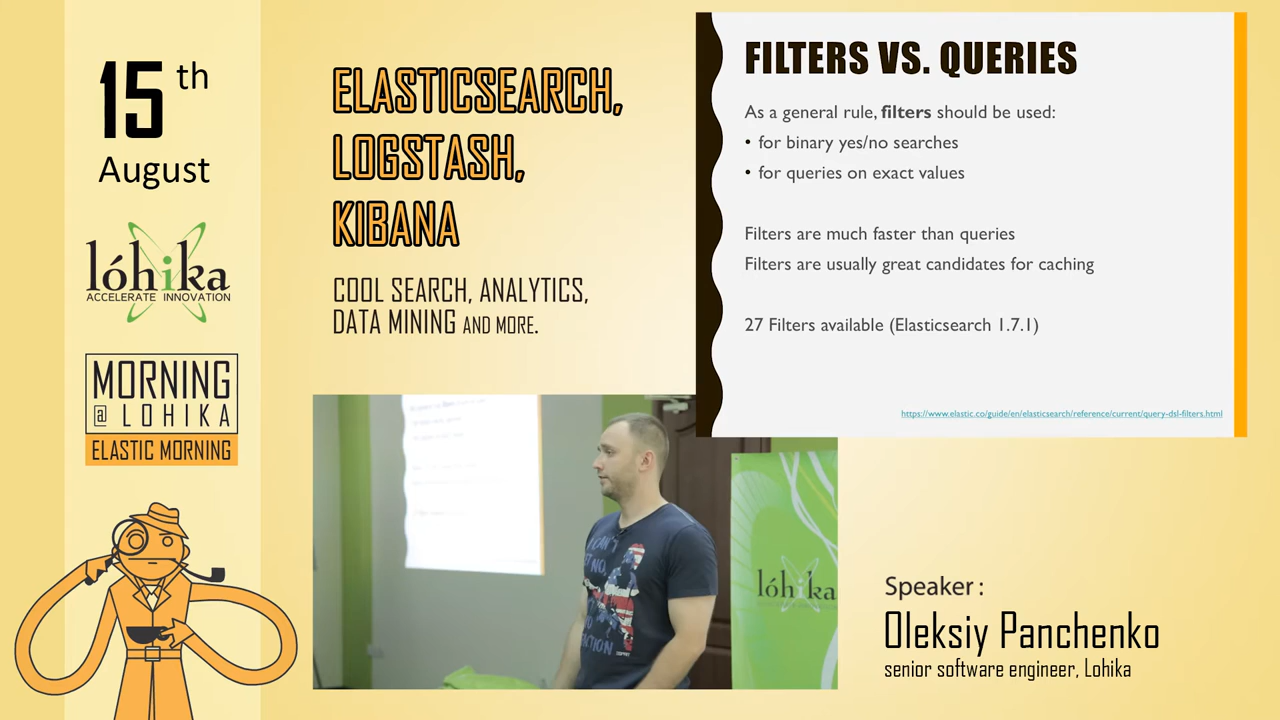 15 th
August
lóhika
ACCELERATE INNOVATION
MORNING
@ LOHIKA
ELASTIC MORNING
ELASTICSEARCH,
LOGSTASH,
KIBANA
COOL SEARCH, ANALYTICS,
DATA MINING AND MORE.
FILTERS VS. QUERIES
As a general rule, filters should be used:
• for binary yes/no searches
• for queries on exact values
Filters are much faster than queries
Filters are usually great candidates for caching
27 Filters available (Elasticsearch 1.7.1)
https://www.elastic.co/guide/en/elasticsearch/reference/current/query-dsl-filters.html
I CAN'T
NO
lóhika
Speaker :
Oleksiy Panchenko
senior software engineer, Lohika